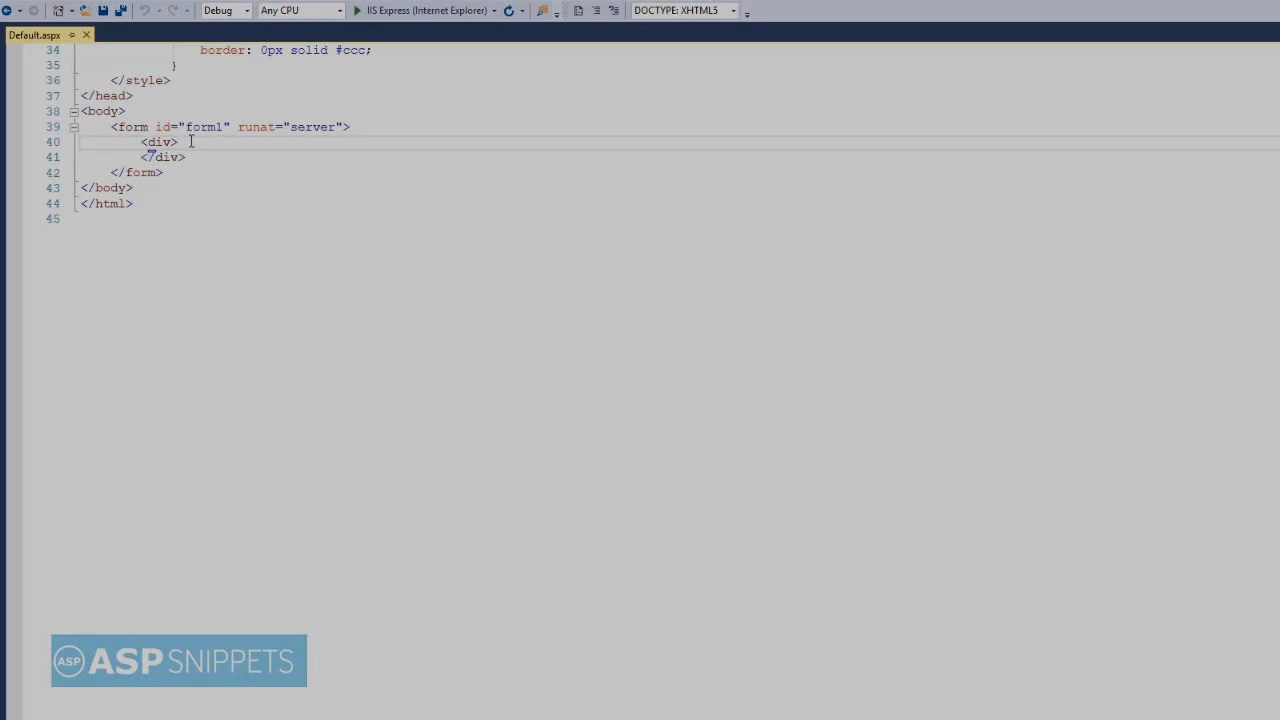 Debug Any CPU IIS Express (Internet Explorer) DOCTYPE: XHTML5
Default.aspx
34 border: 0px solid #ccc;
35 }
36 </style>
37 </head>
38 <body>
39 <form id="form1" runat="server">
40 <div>
41 </div>
42 </form>
43 </body>
44 </html>
45
ASP ASPSNIPPETS